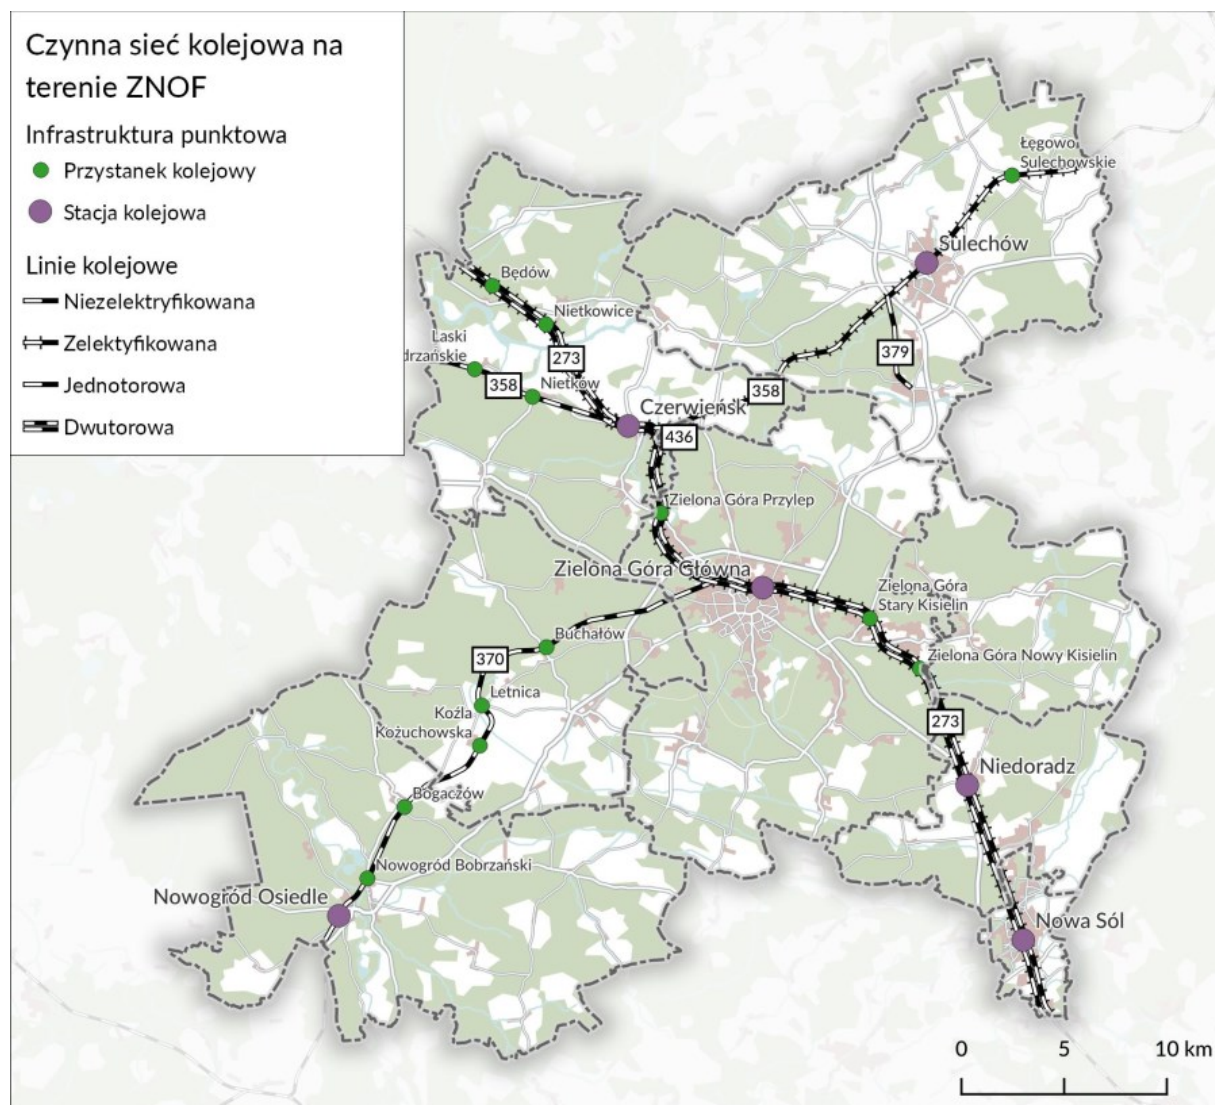 Czynna sieć kolejowa na
terenie ZNOF
Infrastruktura punktowa
Przystanek kolejowy
Stacja kolejowa
Linie kolejowe
Niezelektryfikowana
Zelektyfikowana
Jednotorowa
Dwutorowa
Łęgowo
Sulechowskie
Sulechów
Będów
Nietkowice
Laski
drzańskie
273
379
358
Nietków
358
Czerwieńsk
436
Zielona Góra Przylep
Zielona Góra Główna
Zielona Góra
Stary Kisielin
Buchałów
Zielona Góra Nowy Kisielin
370
Letnica
Koźla
Kożuchowska
273
Niedoradz
Bogaczów
Nowogród Bobrzański
Nowogród Osiedle
Nowa Sól
0 5 10 km